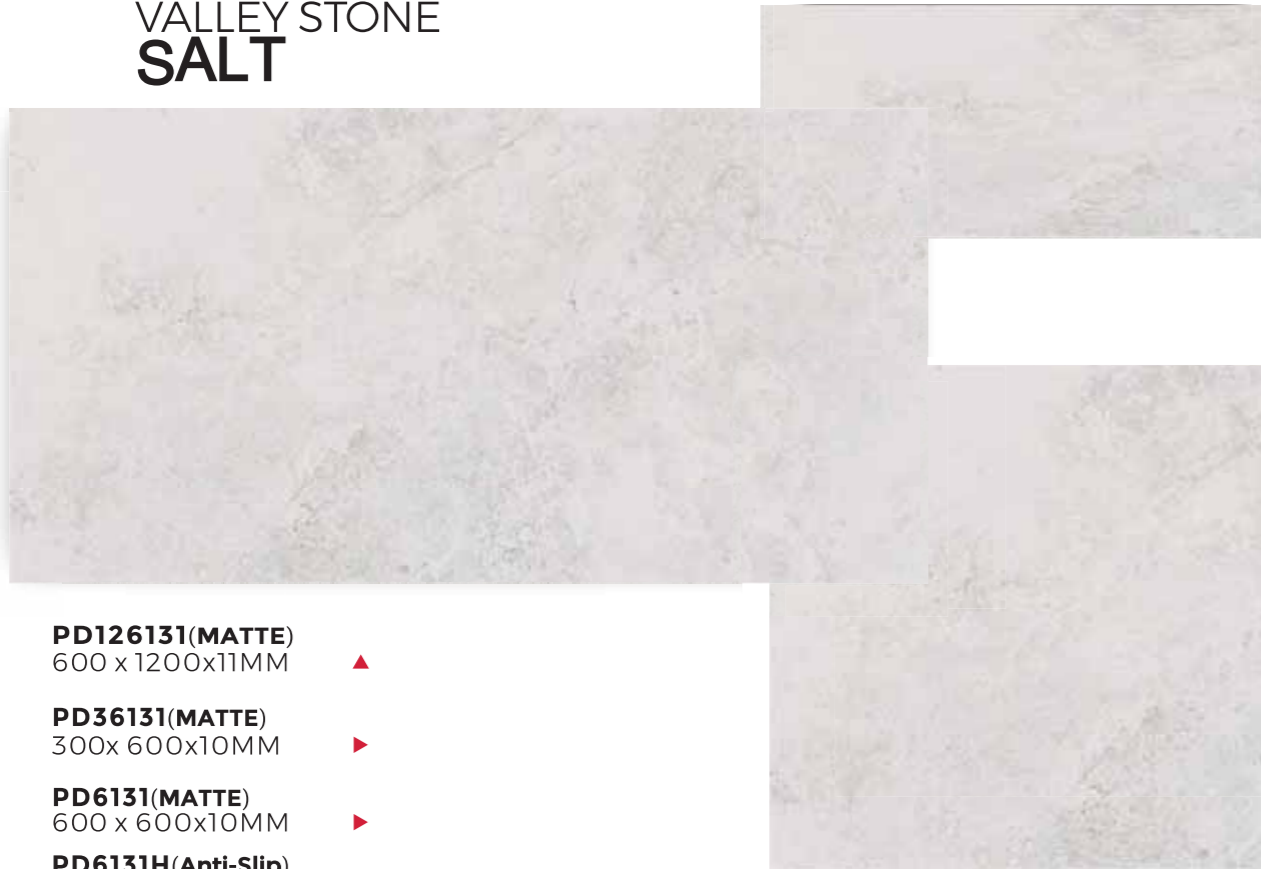 VALLEY STONE
SALT
PD126131(MATTE)
600 x 1200x11MM
PD36131(MATTE)
300x 600x10MM
PD6131(MATTE)
600 x 600x10MM
PD6131H(Anti-Slip)